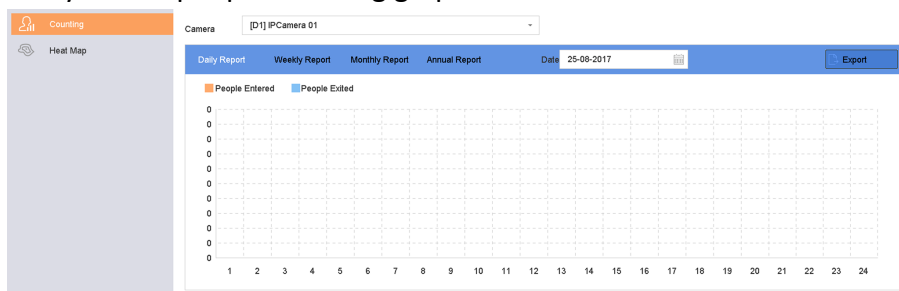 Counting
Heat Map
Camera [D1] IPCamera 01
Daily Report Weekly Report Monthly Report Annual Report Date 25-08-2017 Export
People Entered People Exited
0
0
0
0
0
0
0
0
0
0
0
1 2 3 4 5 6 7 8 9 10 11 12 13 14 15 16 17 18 19 20 21 22 23 24